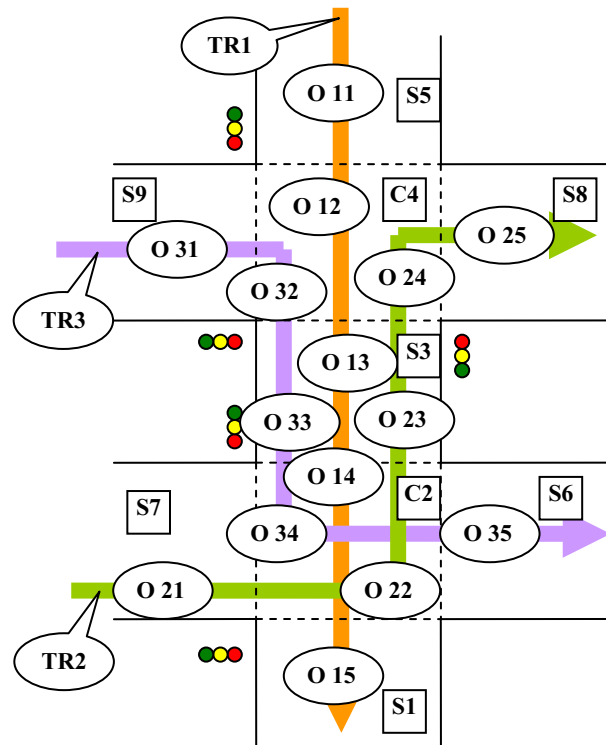 TR1
O 11
S5
S9
O 12
C4
S8
O 31
O 25
O 32
O 24
TR3
O 13
S3
O 33
O 23
O 14
S7
C2
S6
O 34
O 35
O 21
O 22
TR2
O 15
S1